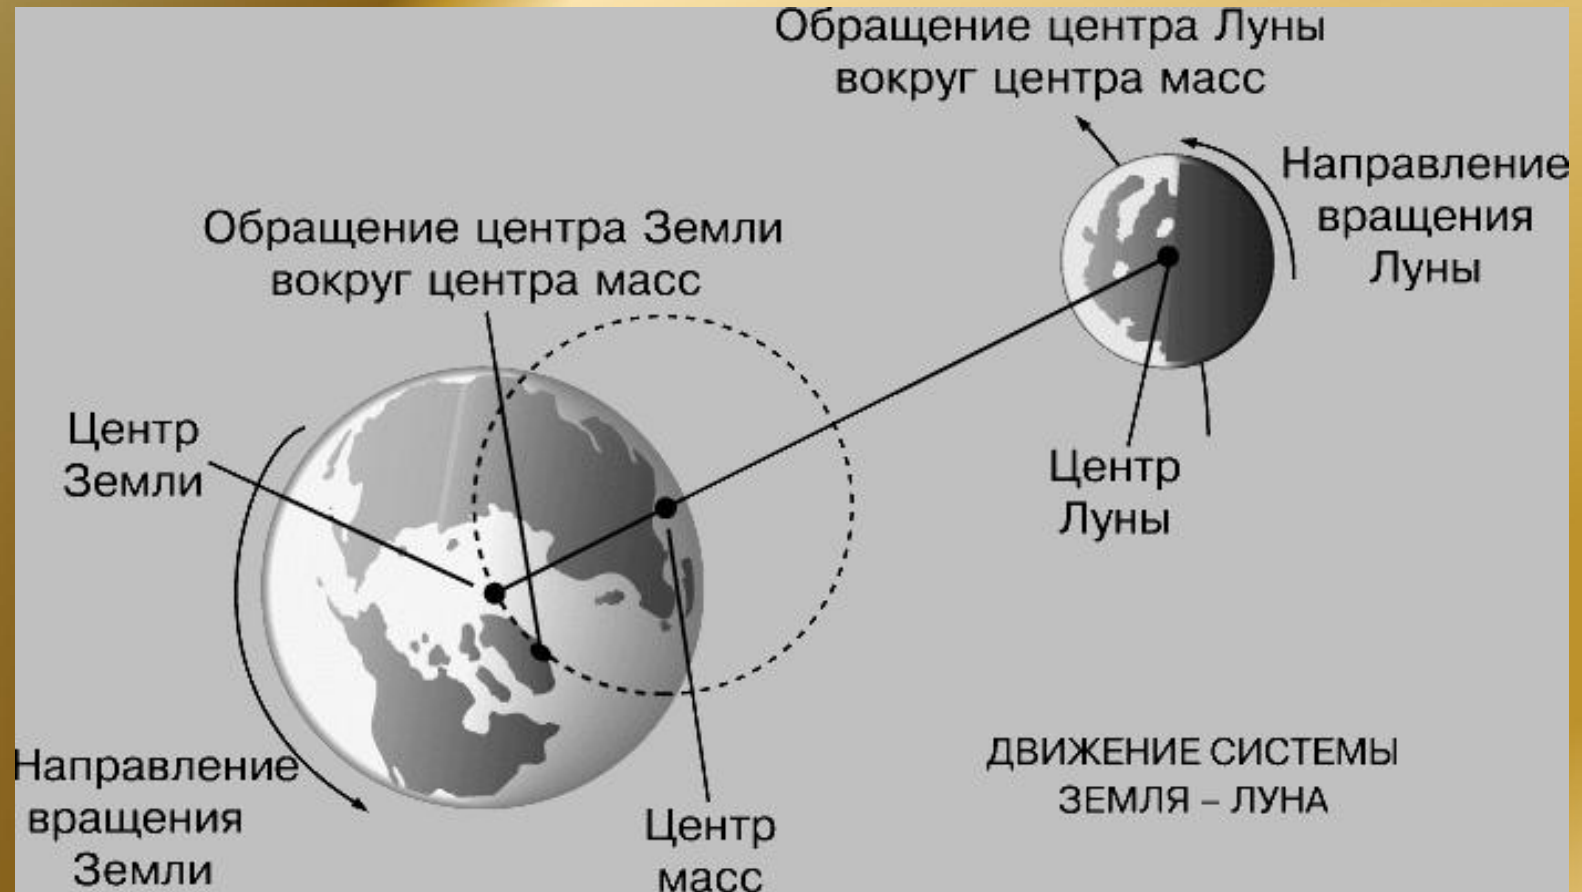 Обращение центра Луны
вокруг центра масс
Направление
вращения
Луны
Обращение центра Земли
вокруг центра масс
Центр
Земли
Центр
Луны
Направление
вращения
Земли
Центр
масс
ДВИЖЕНИЕ СИСТЕМЫ
ЗЕМЛЯ – ЛУНА